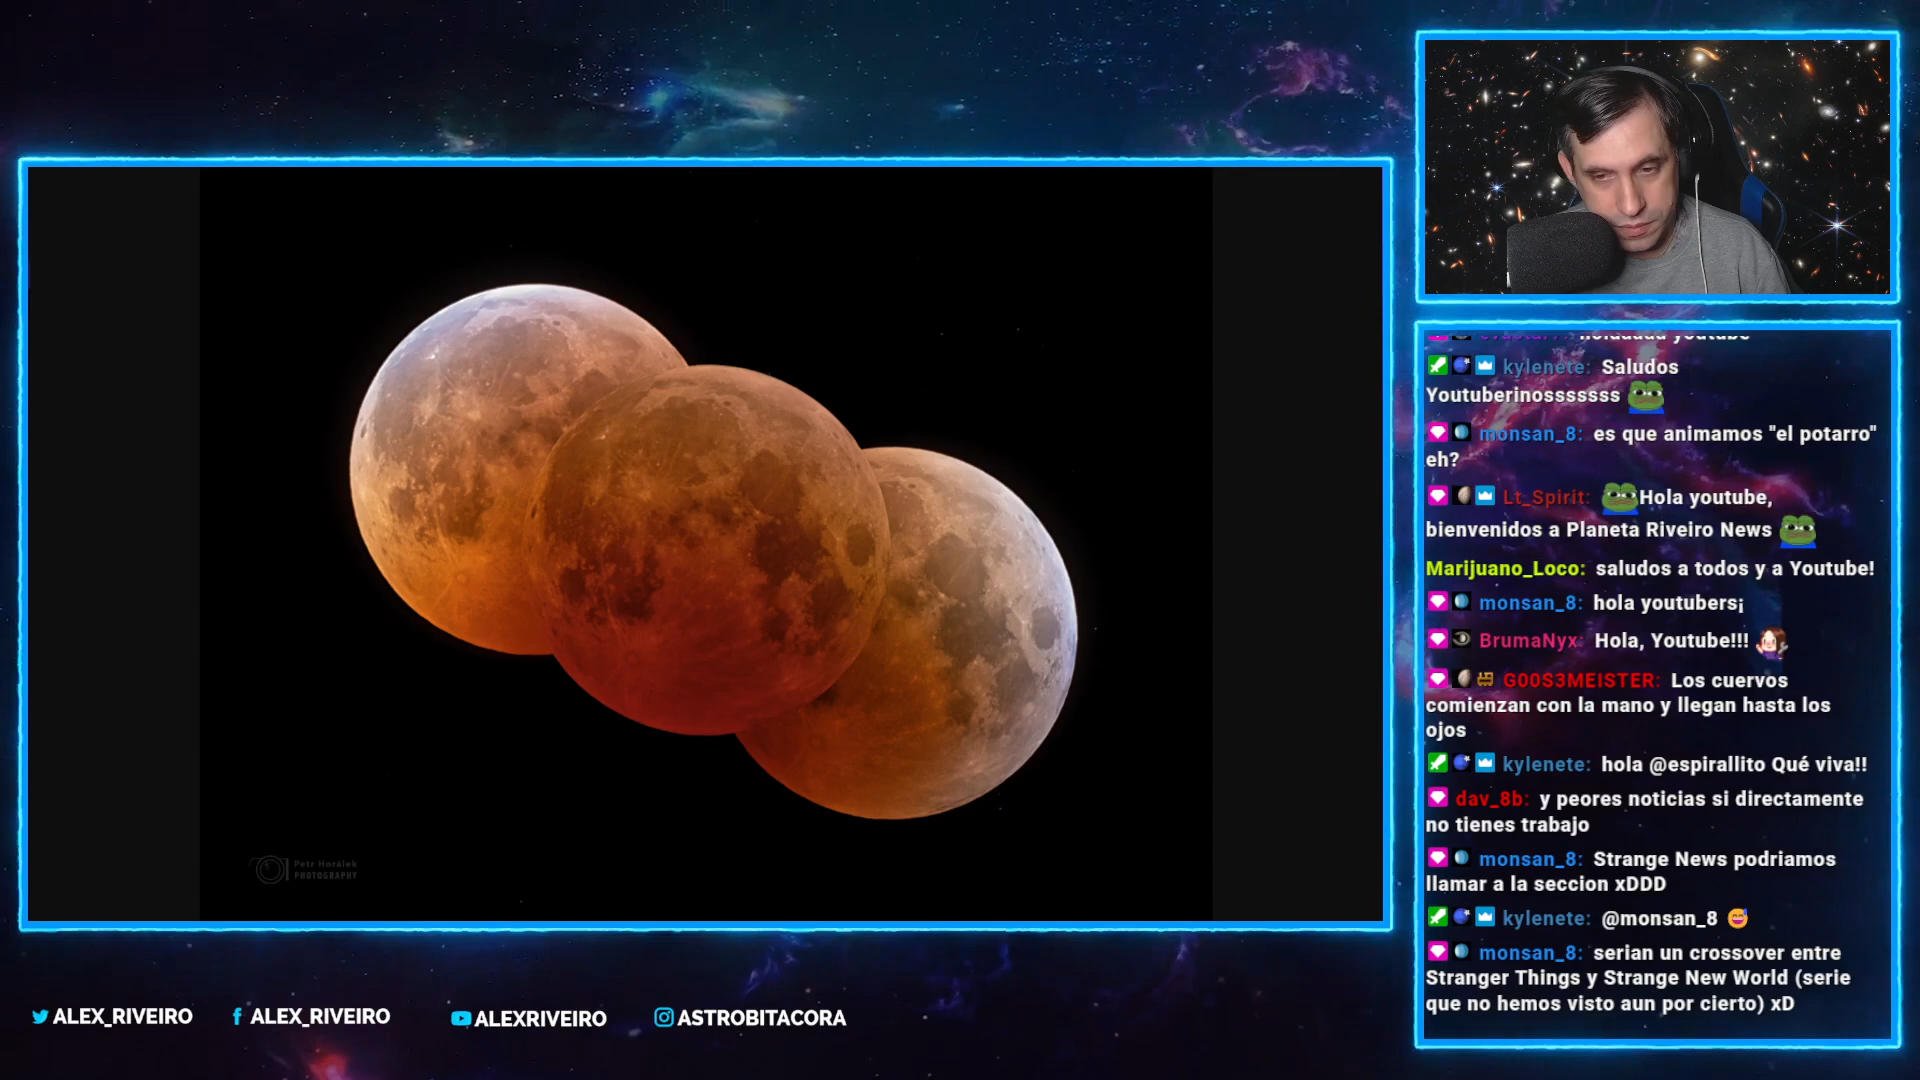 Petr Horálek
PHOTOGRAPHY
ALEX_RIVEIRO
ALEX_RIVEIRO
ALEXRIVEIRO
ASTROBITACORA
youtube
kylenete: Saludos
Youtuberinosssssss
monsan_8: es que animamos "el potarro"
eh?
Lt_Spirit: Hola youtube,
bienvenidos a Planeta Riveiro News
Marijuano_Loco: saludos a todos y a Youtube!
monsan_8: hola youtubers¡
BrumaNyx: Hola, Youtube!!!
G00S3MEISTER: Los cuervos
comienzan con la mano y llegan hasta los
ojos
kylenete: hola @espirallito Qué viva!!
dav_8b: y peores noticias si directamente
no tienes trabajo
monsan_8: Strange News podriamos
llamar a la seccion xDDD
kylenete: @monsan_8
monsan_8: serian un crossover entre
Stranger Things y Strange New World (serie
que no hemos visto aun por cierto) xD